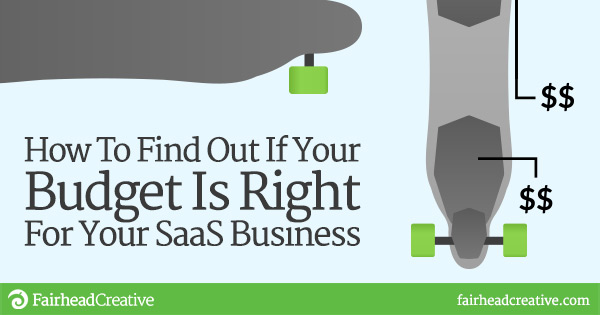 $$
$$
How To Find Out If Your
Budget Is Right
For Your SaaS Business
FairheadCreative
fairheadcreative.com